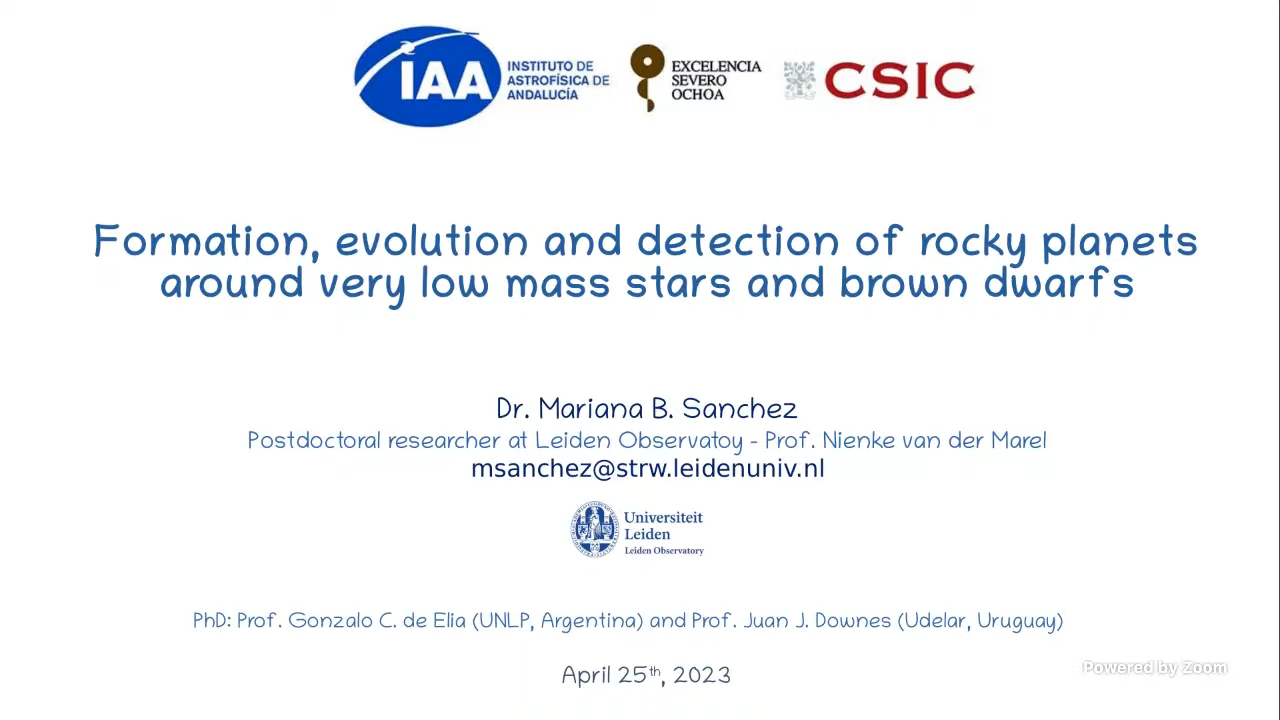 IAA
INSTITUTO DE
ASTROFÍSICA DE
ANDALUCÍA
EXCELENCIA
SEVERO
OCHOA
CSIC
Formation, evolution and detection of rocky planets
around very low mass stars and brown dwarfs
Dr. Mariana B. Sanchez
Postdoctoral researcher at Leiden Observatoy - Prof. Nienke van der Marel
msanchez@strw.leidenuniv.nl
Universiteit
Leiden
Leiden Observatory
PhD: Prof. Gonzalo C. de Elia (UNLP, Argentina) and Prof. Juan J. Downes (Udelar, Uruguay)
April 25th, 2023
Powered by Zoom